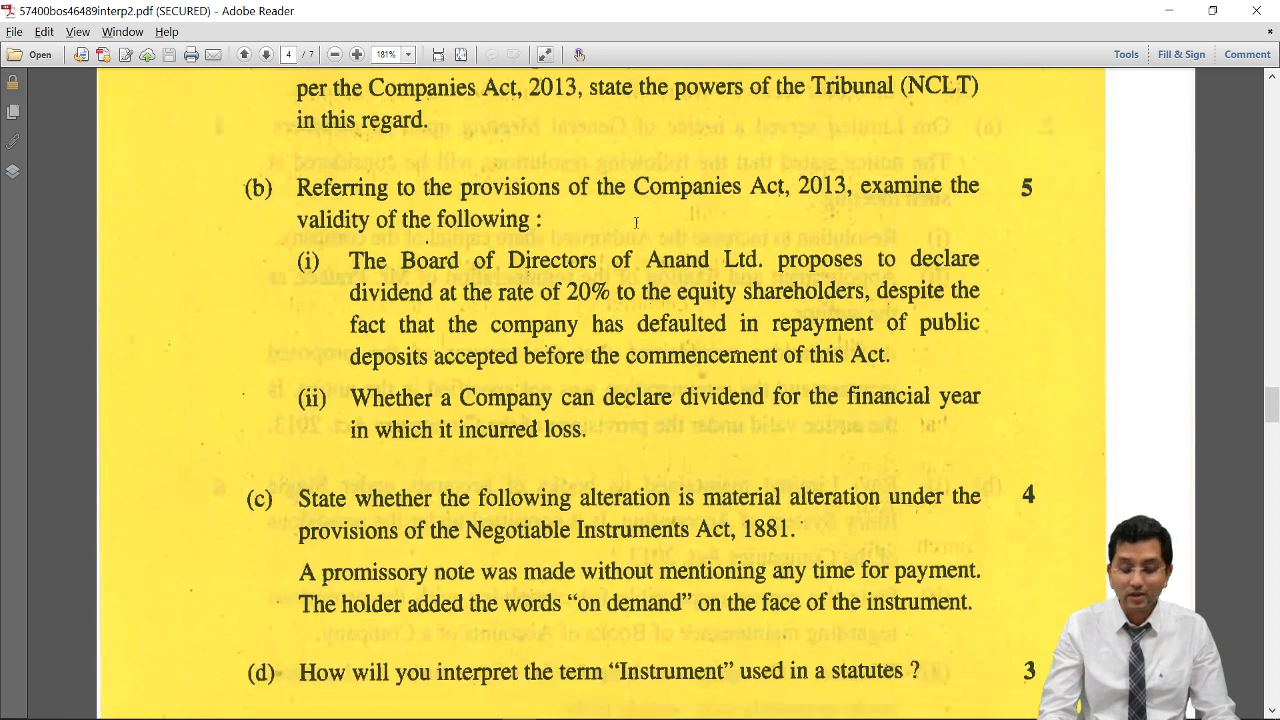 57400bos46489interp2.pdf (SECURED) - Adobe Reader
File Edit View Window Help
Open 4 / 7 181% Tools Fill & Sign Comment
per the Companies Act, 2013, state the powers of the Tribunal (NCLT)
in this regard.
(b) Referring to the provisions of the Companies Act, 2013, examine the 5
validity of the following :
(i) The Board of Directors of Anand Ltd. proposes to declare
dividend at the rate of 20% to the equity shareholders, despite the
fact that the company has defaulted in repayment of public
deposits accepted before the commencement of this Act.
(ii) Whether a Company can declare dividend for the financial year
in which it incurred loss.
(c) State whether the following alteration is material alteration under the 4
provisions of the Negotiable Instruments Act, 1881.
A promissory note was made without mentioning any time for payment.
The holder added the words “on demand” on the face of the instrument.
(d) How will you interpret the term “Instrument” used in a statutes ? 3